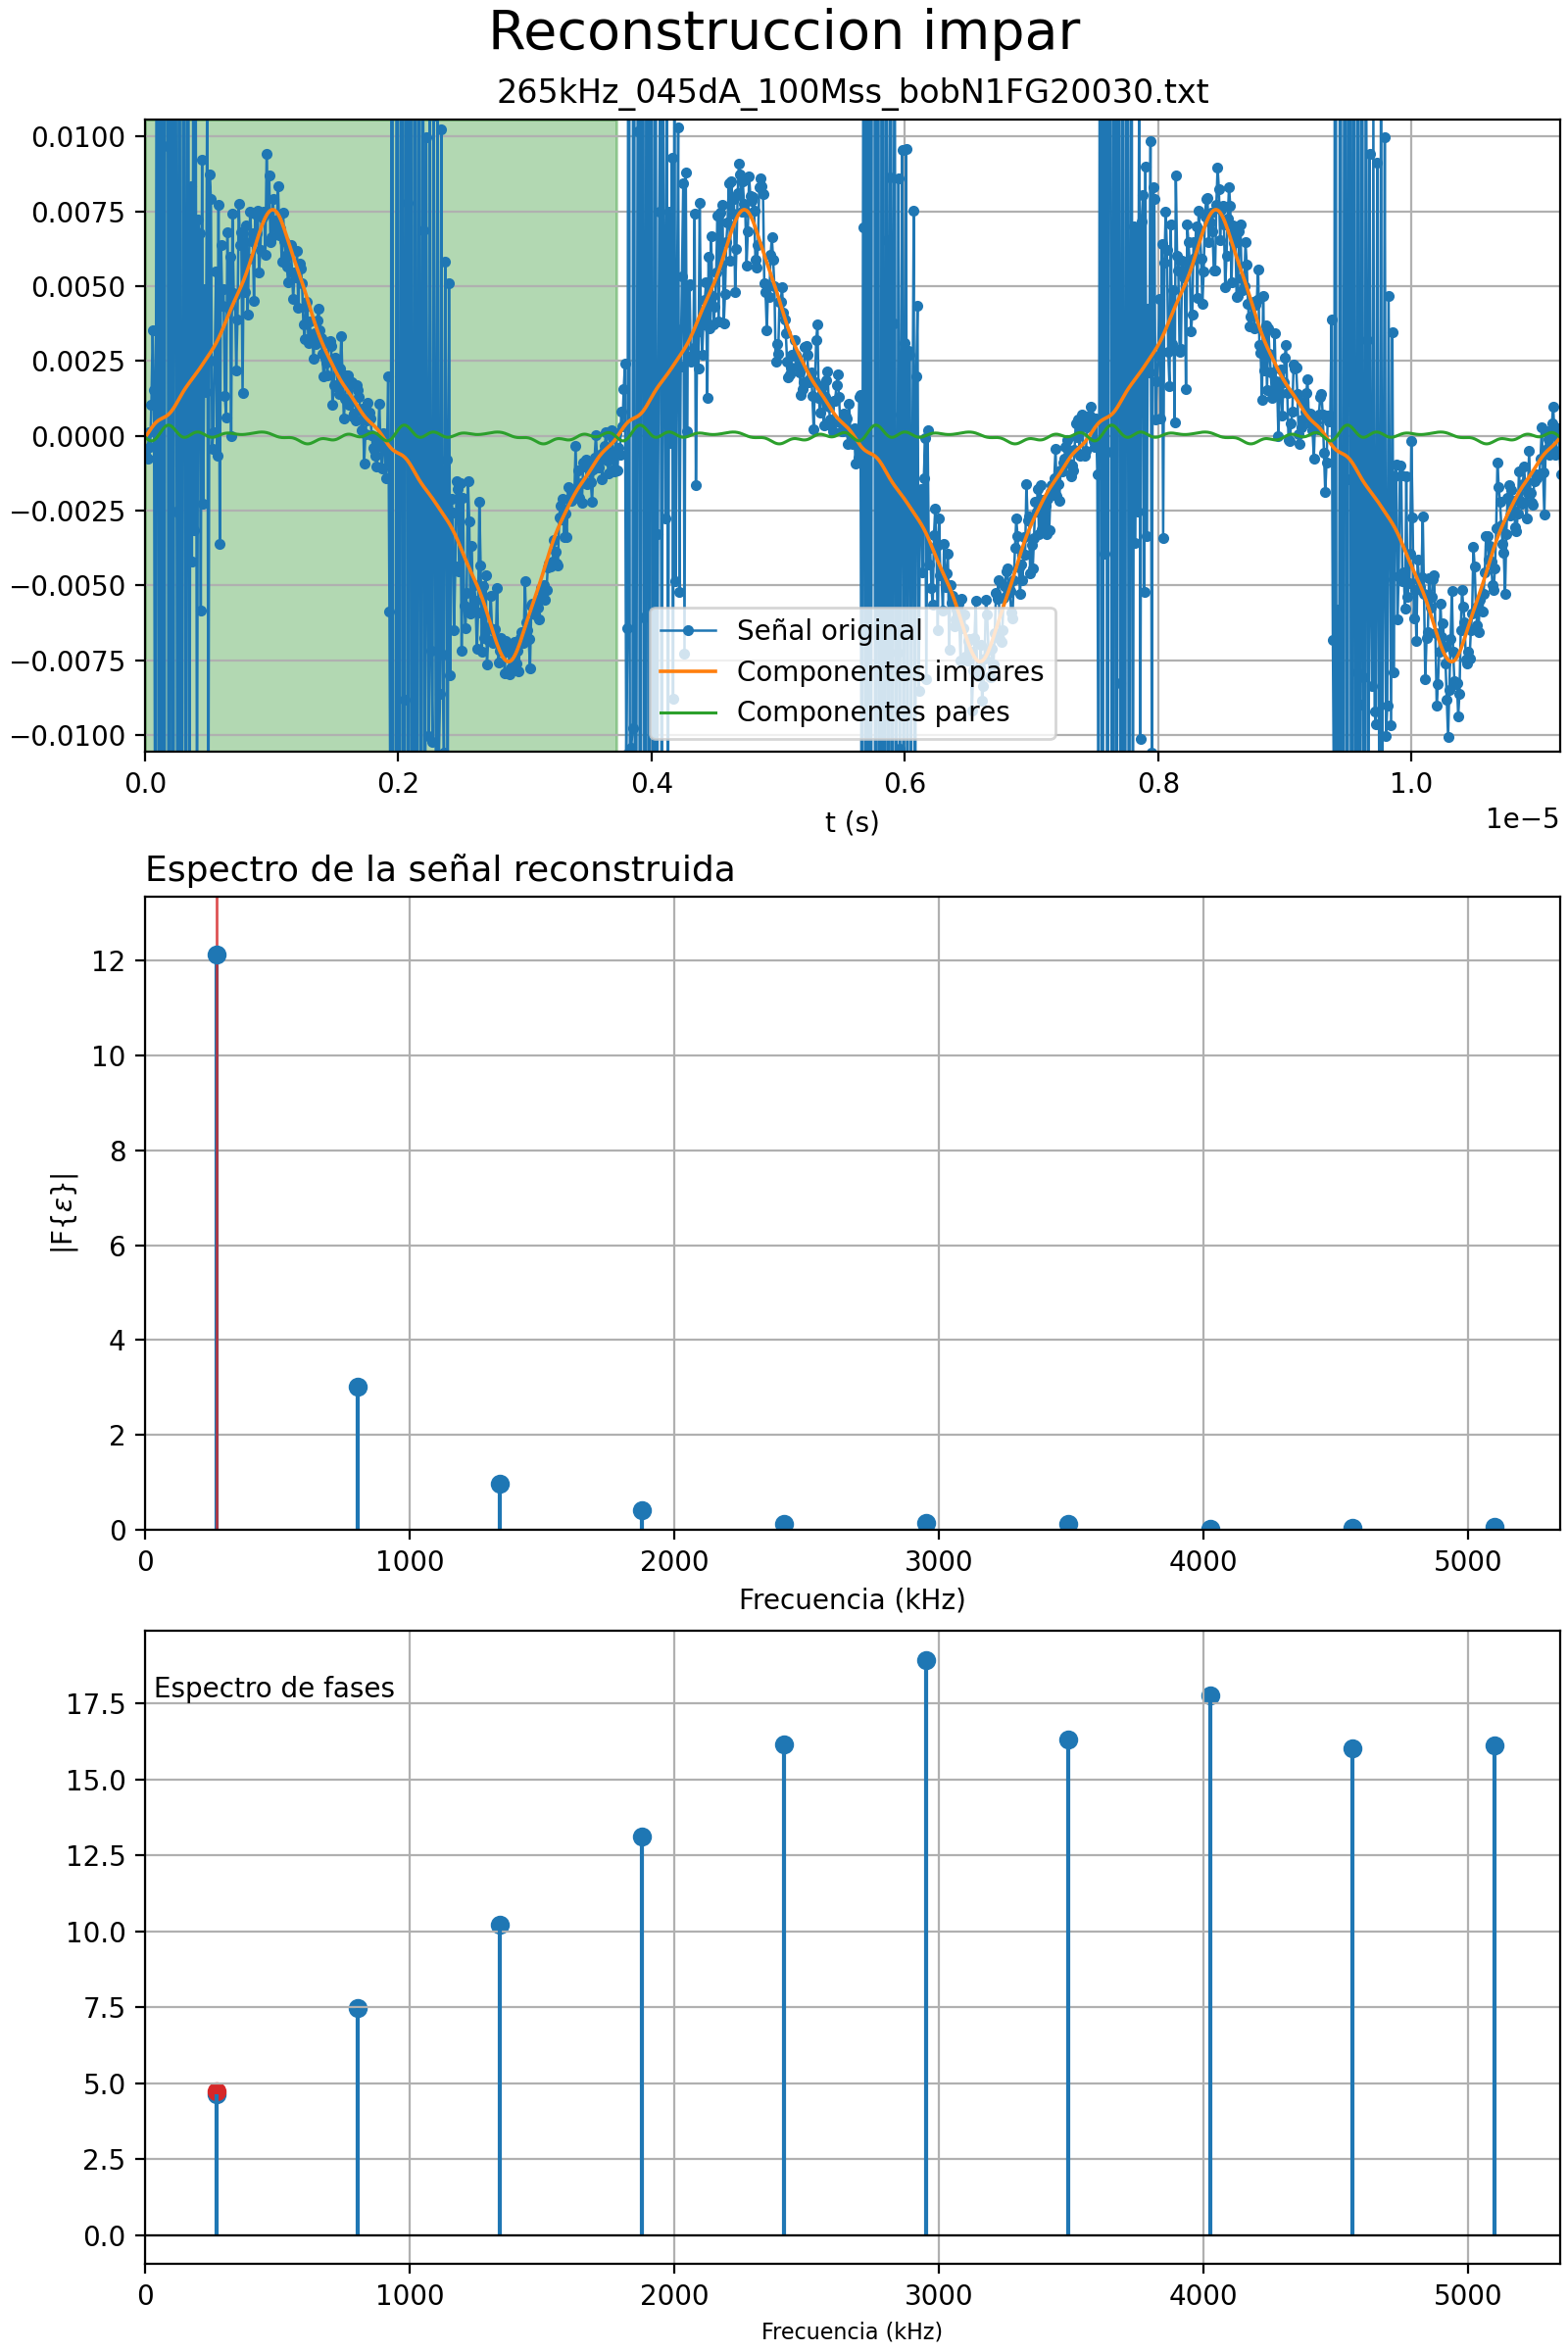 Reconstruccion impar
265kHz_045dA_100Mss_bobN1FG20030.txt
0.0100
0.0075
0.0050
0.0025
0.0000
−0.0025
−0.0050
−0.0075
−0.0100
Señal original
Componentes impares
Componentes pares
0.0 0.2 0.4 0.6 0.8 1.0
t (s)
1e−5
Espectro de la señal reconstruida
12
10
8
6
4
2
0
|F{ε}|
0 1000 2000 3000 4000 5000
Frecuencia (kHz)
Espectro de fases
17.5
15.0
12.5
10.0
7.5
5.0
2.5
0.0
0 1000 2000 3000 4000 5000
Frecuencia (kHz)